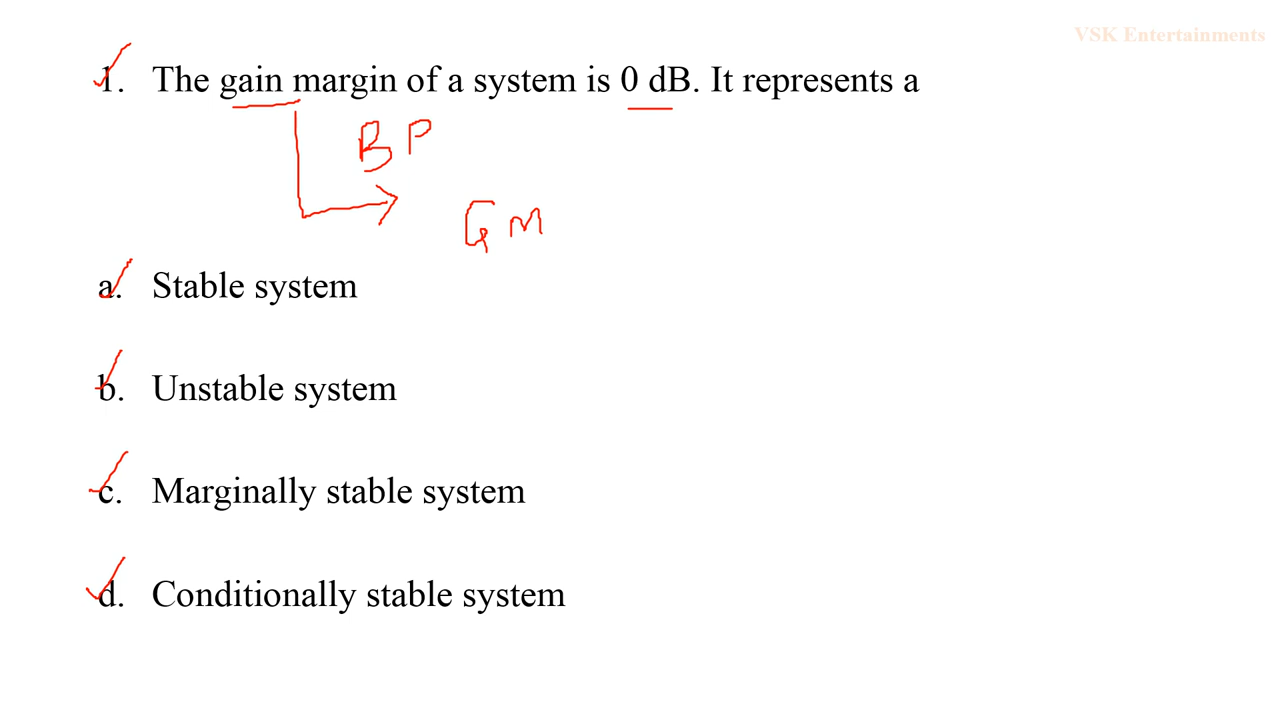 VSK Entertainments
1. The gain margin of a system is 0 dB. It represents a
BP
GM
a. Stable system
b. Unstable system
c. Marginally stable system
d. Conditionally stable system